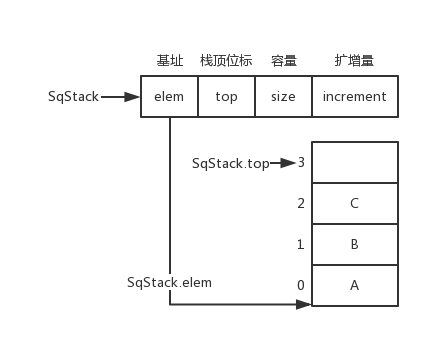 基址 栈顶位标 容量 扩增量
SqStack elem top size increment
SqStack.top 3
2 C
1 B
SqStack.elem 0 A